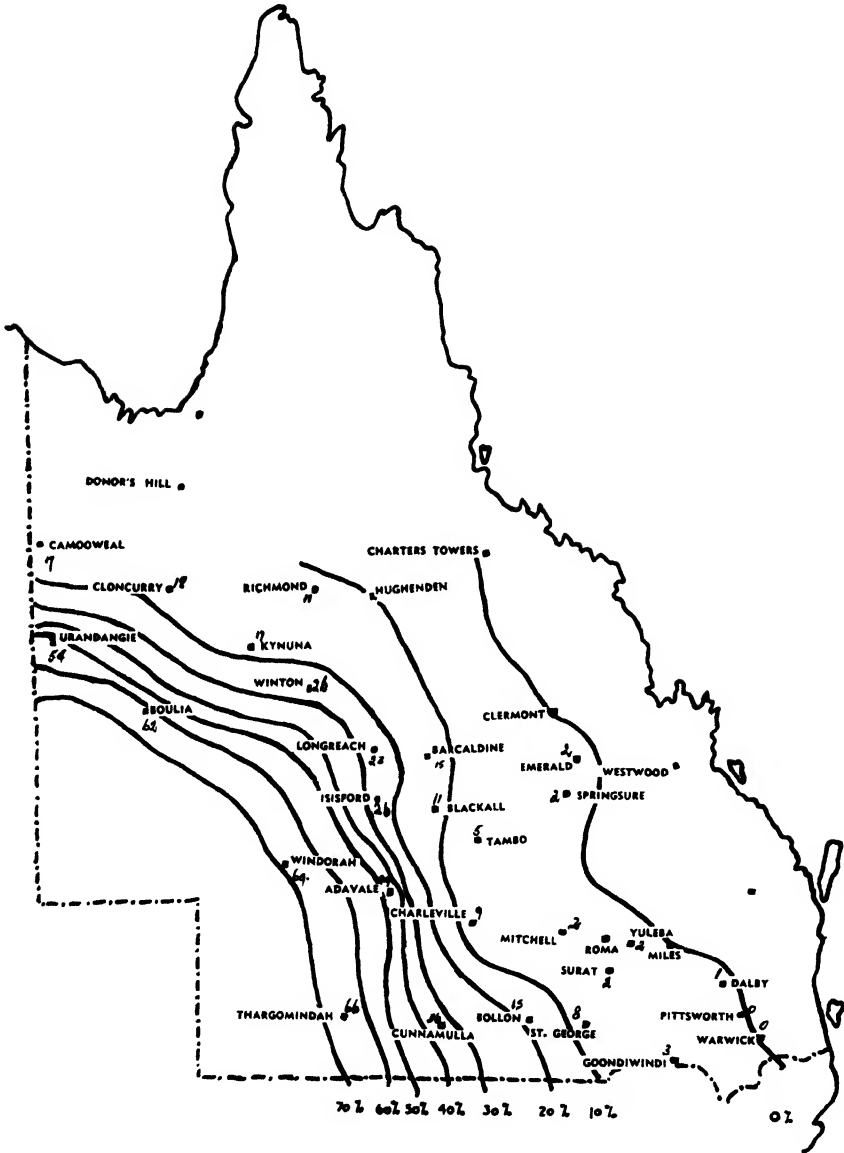 DONOR'S HILL
CAMOOWEAL
7
CHARTERS TOWERS
CLONCURRY 18
RICHMOND
HUGHENDEN
URANDANGIE
54
17
KYNUNA
WINTON 26
BOULIA
62
CLERMONT
LONGREACH
23
BARCALDINE
15
2
EMERALD
WESTWOOD
ISISFORD
26
11
BLACKALL
2 SPRINGSURE
5
TAMBO
WINDORAH
64
ADAVALE
CHARLEVILLE 9
MITCHELL 2
ROMA
YULEBA
2
MILES
SURAT
2
1
DALBY
THARGOMINDAH 66
CUNNAMULLA
BOLLON 15
ST. GEORGE
8
PITTSWORTH 0
WARWICK 0
GOONDIWINDI 3
70% 60% 50% 40% 30% 20% 10% 0%